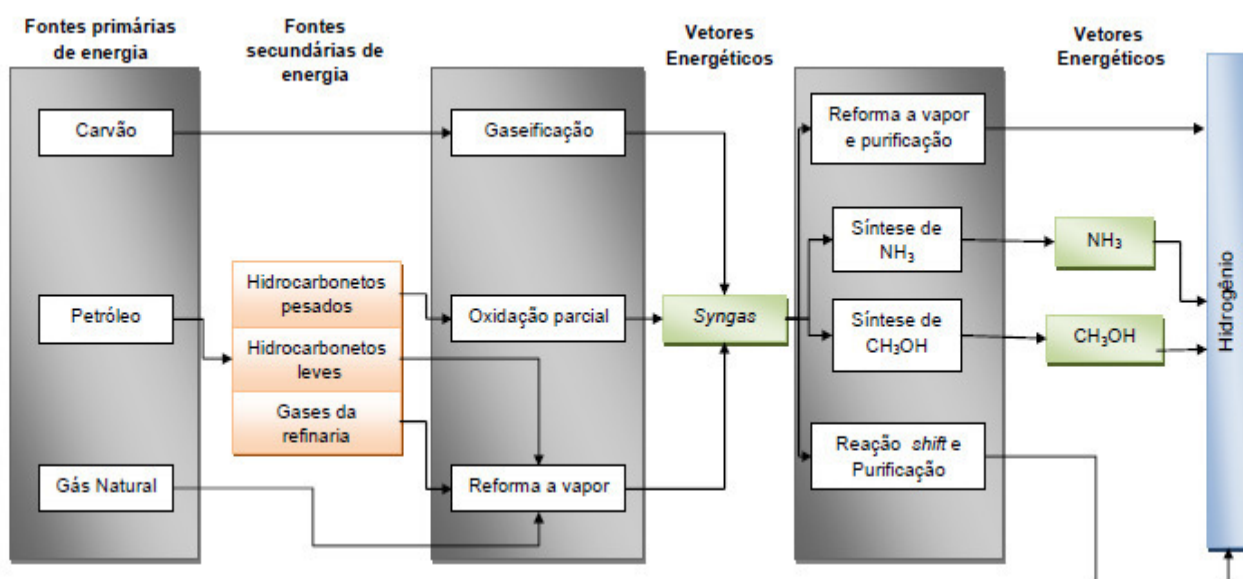 Fontes primárias
de energia
Fontes
secundárias de
energia
Vetores
Energéticos
Vetores
Energéticos
Carvão
Petróleo
Gás Natural
Hidrocarbonetos
pesados
Hidrocarbonetos
leves
Gases da
refinaria
Gaseificação
Oxidação parcial
Reforma a vapor
Syngas
Reforma a vapor
e purificação
Síntese de
NH₃
Síntese de
CH₃OH
Reação shift e
Purificação
NH₃
CH₃OH
Hidrogênio